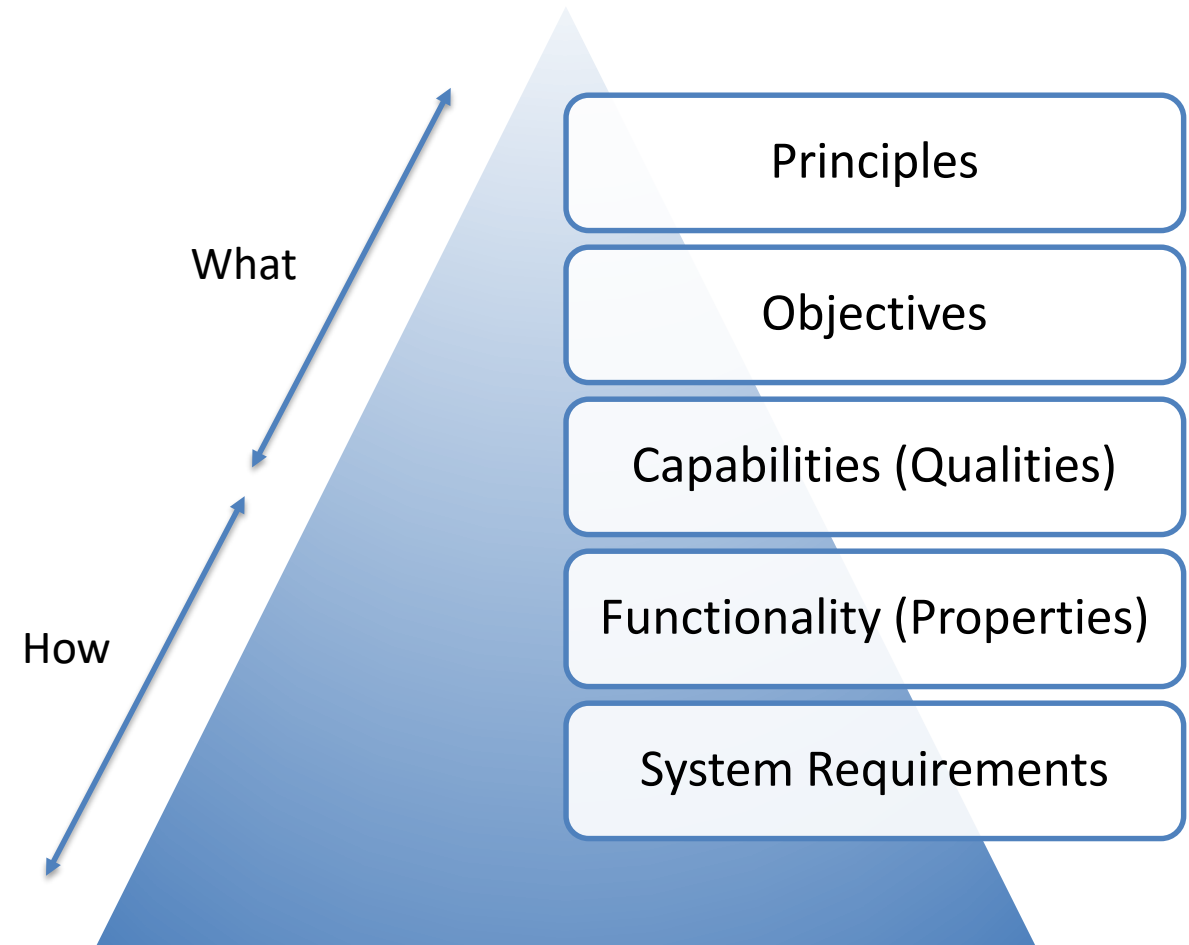 Principles
What
Objectives
Capabilities (Qualities)
Functionality (Properties)
How
System Requirements